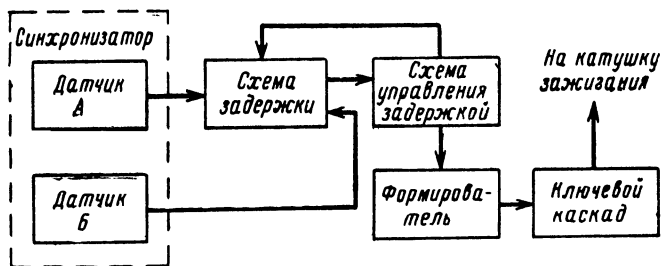 Синхронизатор
Датчик
А
Датчик
Б
Схема
задержки
Схема
управления
задержкой
Формирова-
тель
Ключевой
каскад
На катушку
зажигания